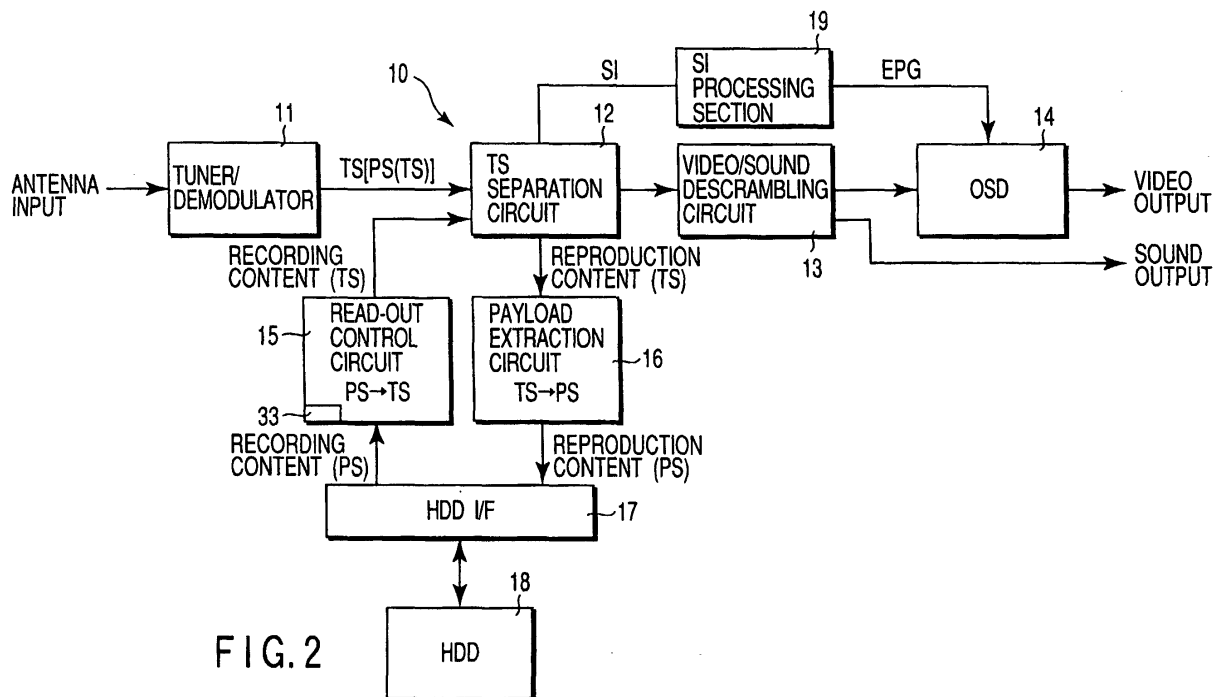 19
SI
SI
PROCESSING
SECTION
EPG
10
11
12
14
ANTENNA
INPUT
TUNER/
DEMODULATOR
TS[PS(TS)]
TS
SEPARATION
CIRCUIT
VIDEO/SOUND
DESCRAMBLING
CIRCUIT
13
OSD
VIDEO
OUTPUT
SOUND
OUTPUT
RECORDING
CONTENT (TS)
REPRODUCTION
CONTENT (TS)
15
READ-OUT
CONTROL
CIRCUIT
PS→TS
33
PAYLOAD
EXTRACTION
CIRCUIT
TS→PS
16
RECORDING
CONTENT (PS)
REPRODUCTION
CONTENT (PS)
HDD I/F
17
18
HDD
FIG. 2